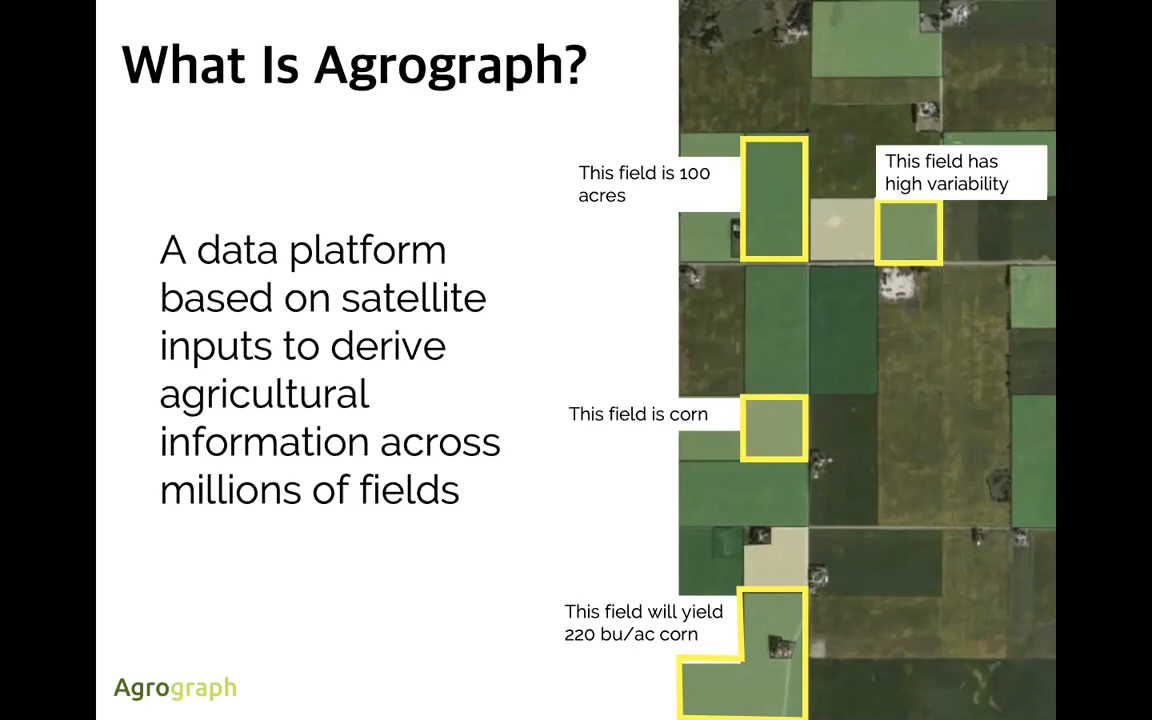 What Is Agrograph?
This field is 100
acres
This field has
high variability
A data platform
based on satellite
inputs to derive
agricultural
information across
millions of fields
This field is corn
This field will yield
220 bu/ac corn
Agrograph